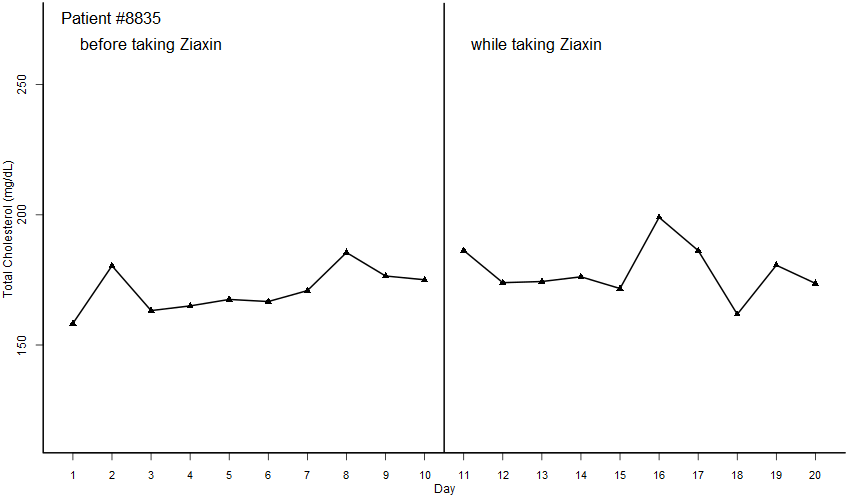 Patient #8835
before taking Ziaxin
while taking Ziaxin
Total Cholesterol (mg/dL)
250
200
150
1 2 3 4 5 6 7 8 9 10 11 12 13 14 15 16 17 18 19 20
Day